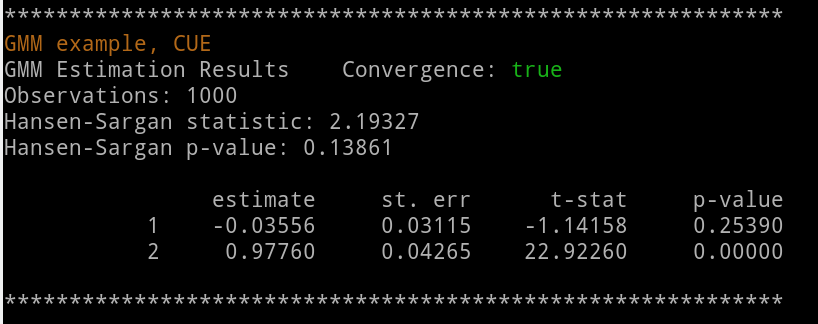 ************************************************************
GMM example, CUE
GMM Estimation Results    Convergence: true
Observations: 1000
Hansen-Sargan statistic: 2.19327
Hansen-Sargan p-value: 0.13861
                estimate     st. err      t-stat     p-value
           1    -0.03556     0.03115    -1.14158     0.25390
           2     0.97760     0.04265    22.92260     0.00000
************************************************************